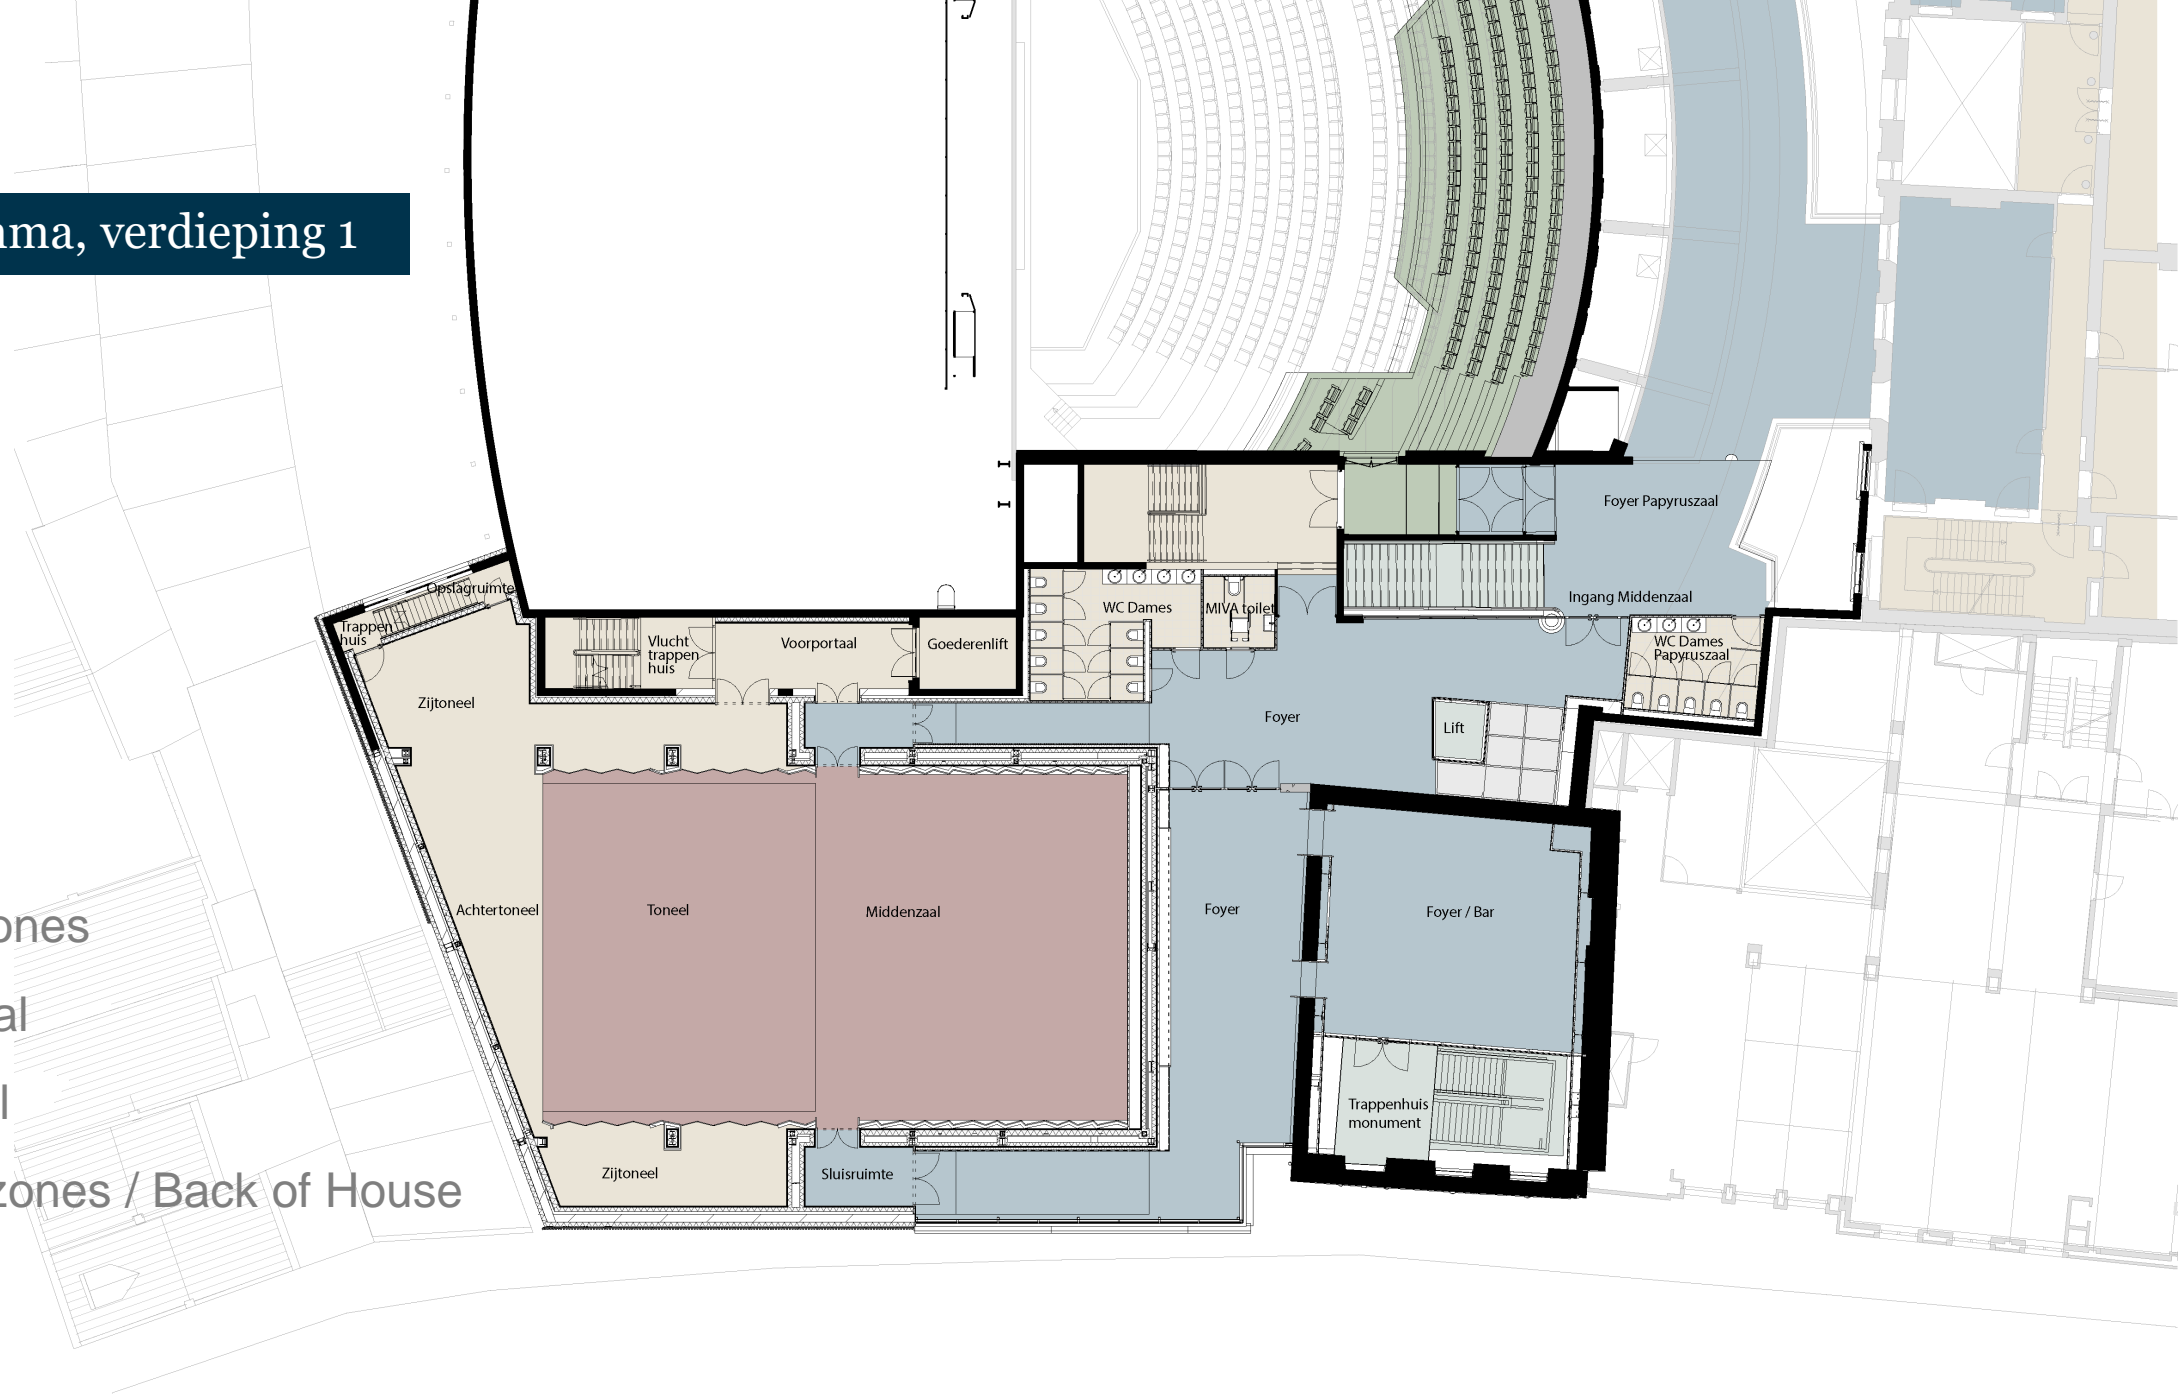 mma, verdieping 1
Foyer Papyruszaal
Opslagruimte
Ingang Middenzaal
WC Dames
MIVA toilet
Trappen
huis
Vlucht
trappen
huis
Voorportaal
Goederenlift
WC Dames
Papyruszaal
Zijtoneel
Foyer
Lift
Achtertoneel
Toneel
Middenzaal
Foyer
Foyer / Bar
ones
al
l
Trappenhuis
monument
Zijtoneel
Sluisruimte
zones / Back of House